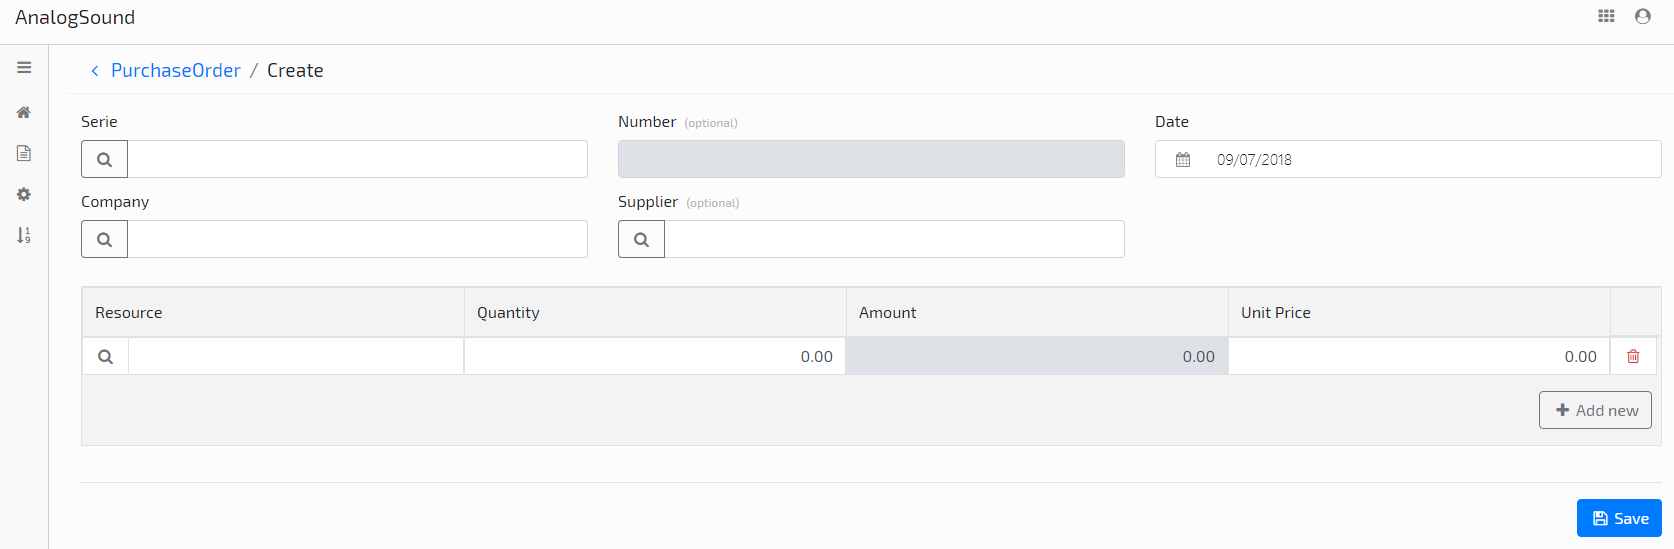 AnalogSound
PurchaseOrder / Create
Serie
Number (optional)
Date
09/07/2018
Company
Supplier (optional)
Resource Quantity Amount Unit Price
0.00 0.00 0.00
Add new
Save